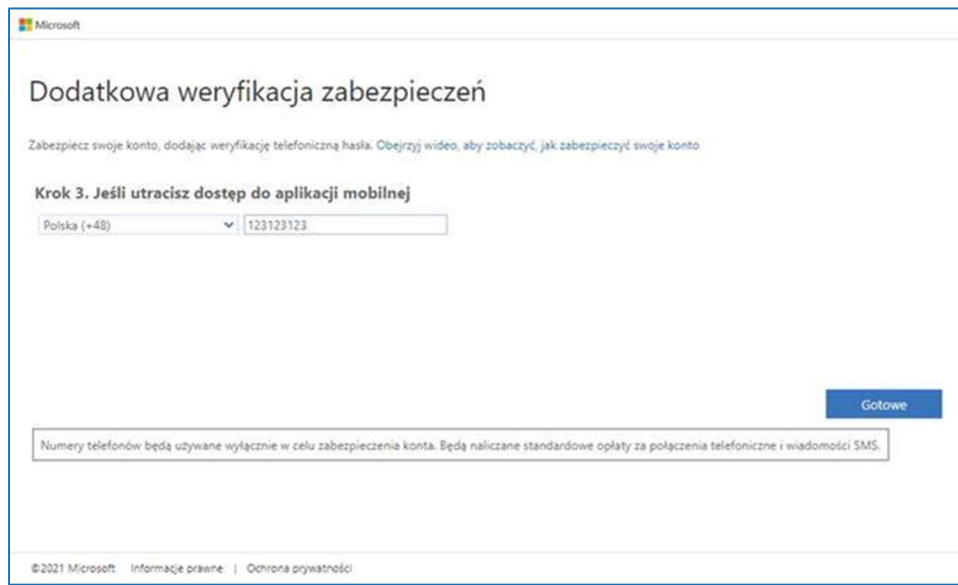 Microsoft
Dodatkowa weryfikacja zabezpieczeń
Zabezpiecz swoje konto, dodając weryfikację telefoniczną hasła. Obejrzyj wideo, aby zobaczyć, jak zabezpieczyć swoje konto
Krok 3. Jeśli utracisz dostęp do aplikacji mobilnej
Polska (+48) 123123123
Gotowe
Numery telefonów będą używane wyłącznie w celu zabezpieczenia konta. Będą naliczane standardowe opłaty za połączenia telefoniczne i wiadomości SMS.
©2021 Microsoft Informacje prawne | Ochrona prywatności